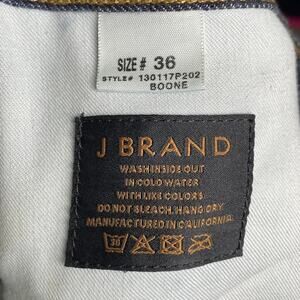 SIZE# 36
STYLE# 130117P202
BOONE
J BRAND
WASH INSIDE OUT
IN COLD WATER
WITH LIKE COLORS
DO NOT BLEACH. HANG DRY
MANUFACTURED IN CALIFORNIA
30